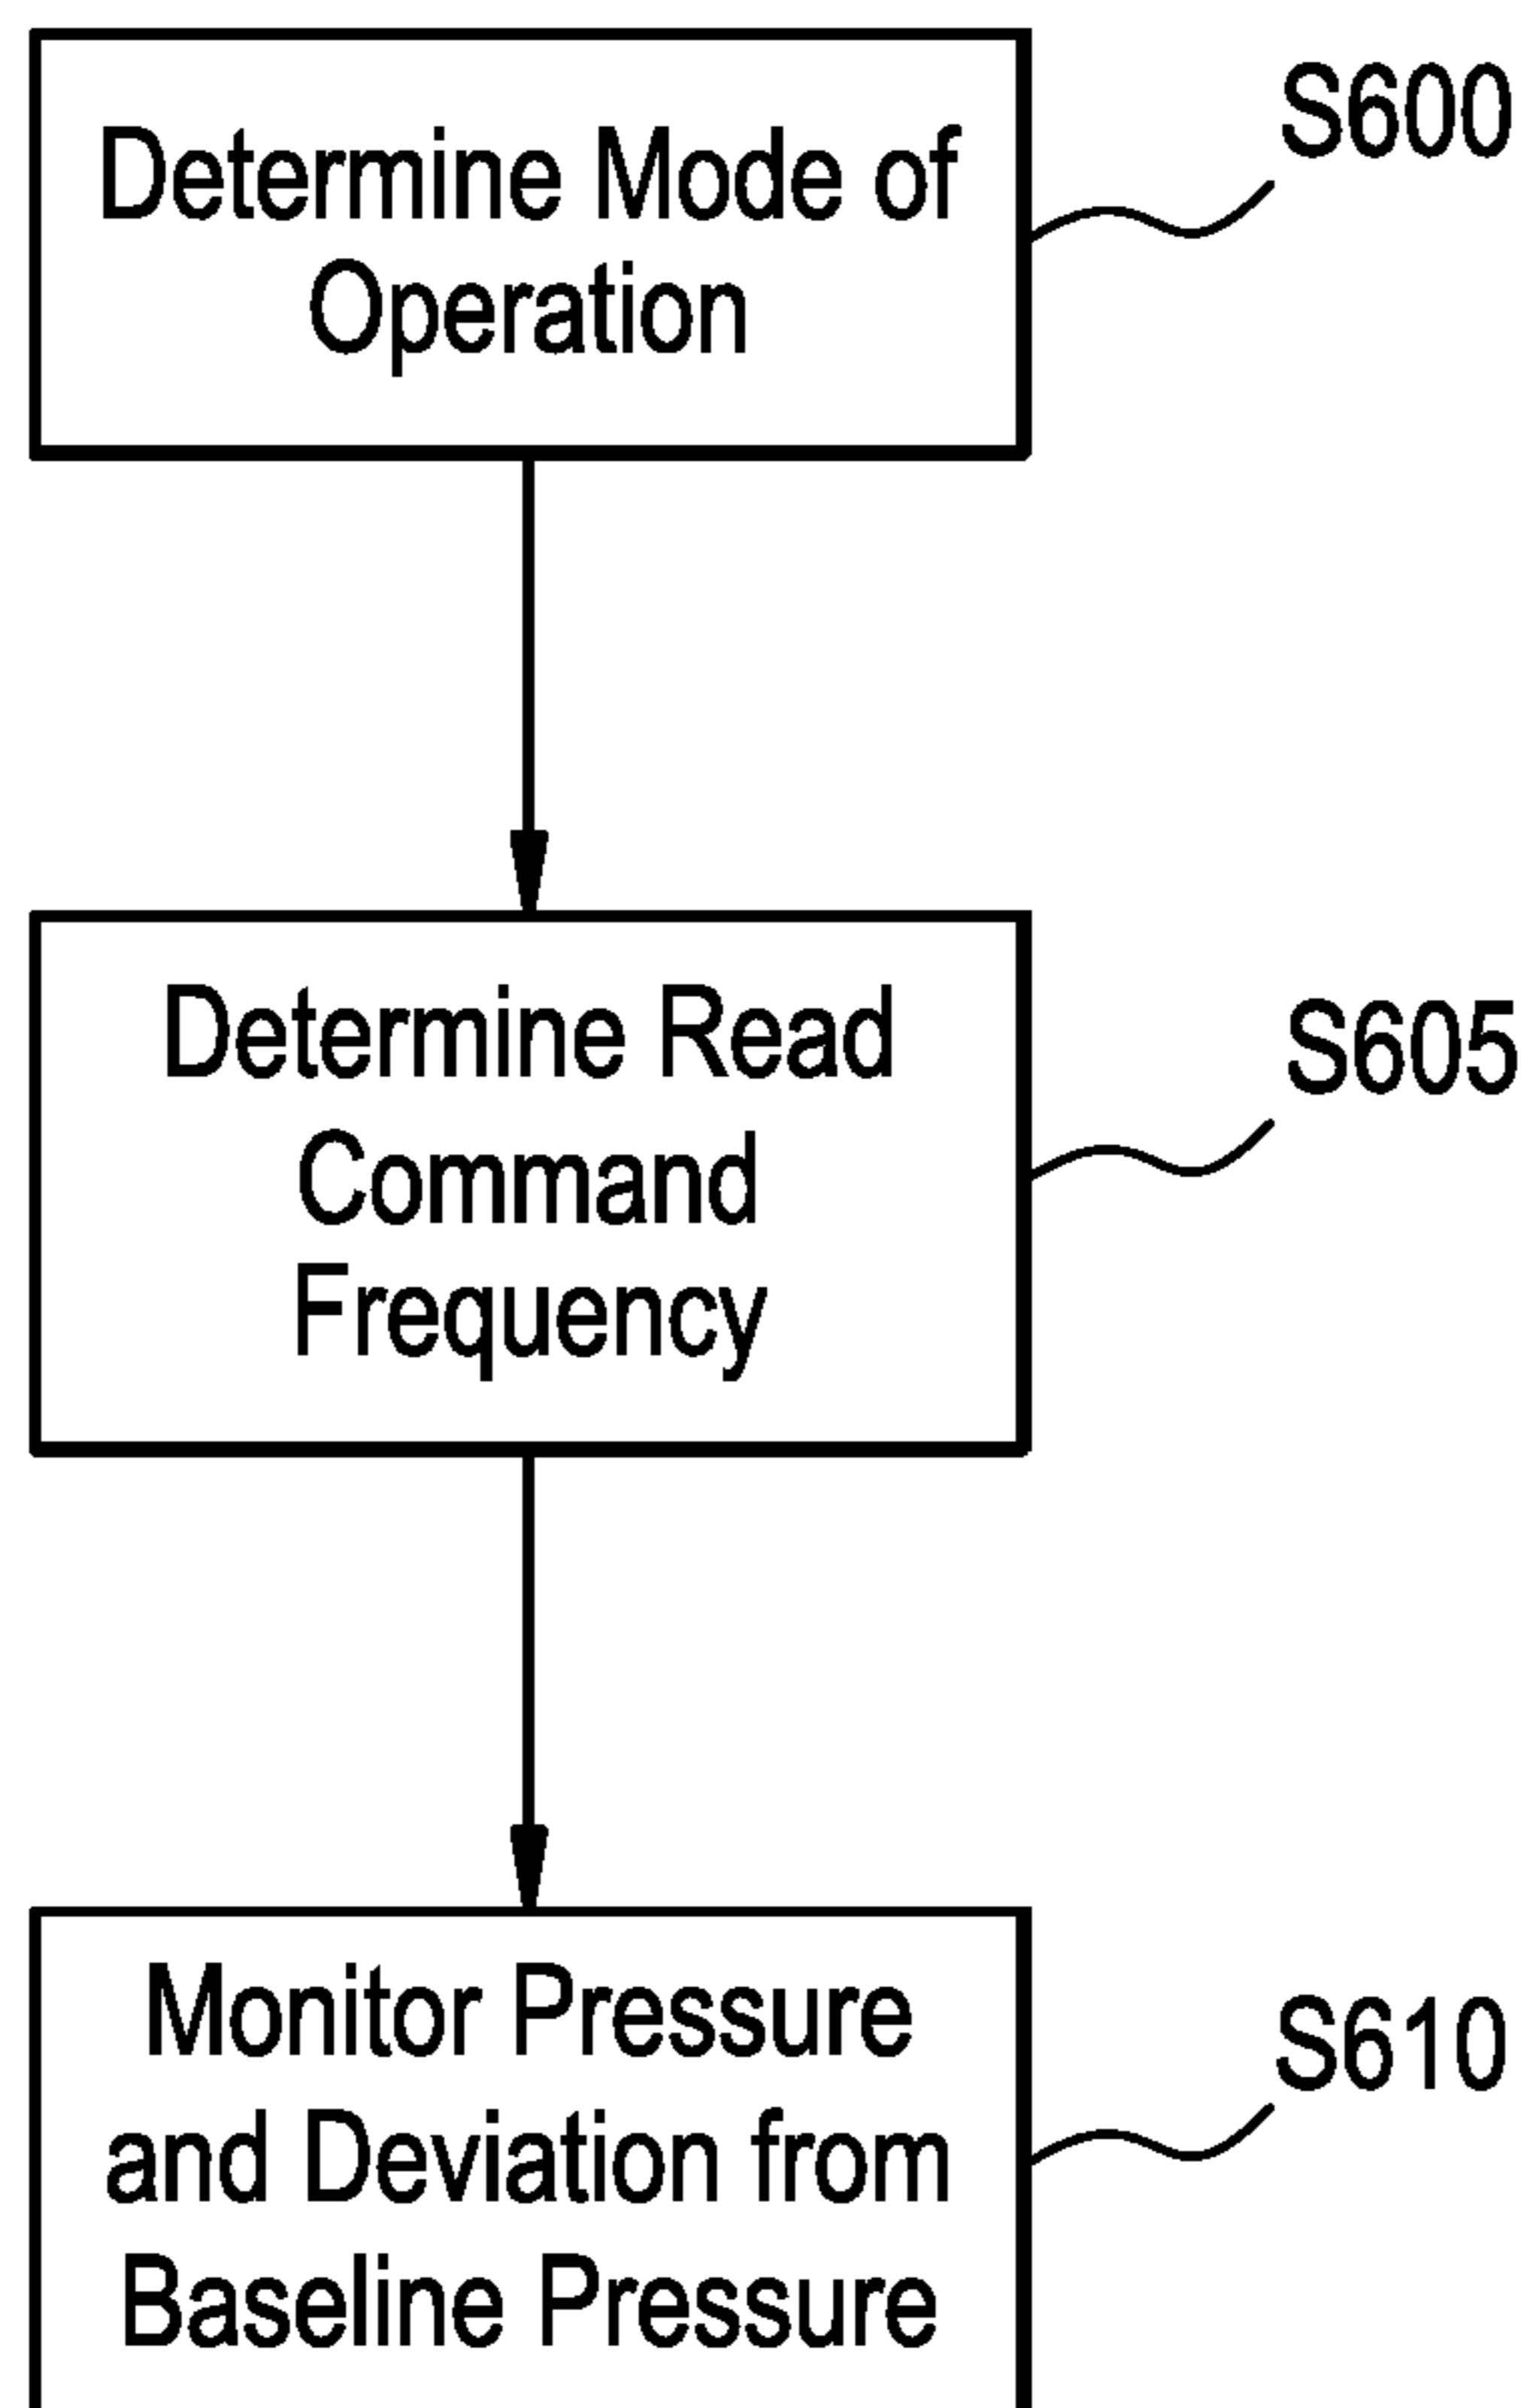 S600
Determine Mode of
Operation
Determine Read
S605
Command
Frequency
Monitor Pressure
S610
and Deviation from
Baseline Pressure